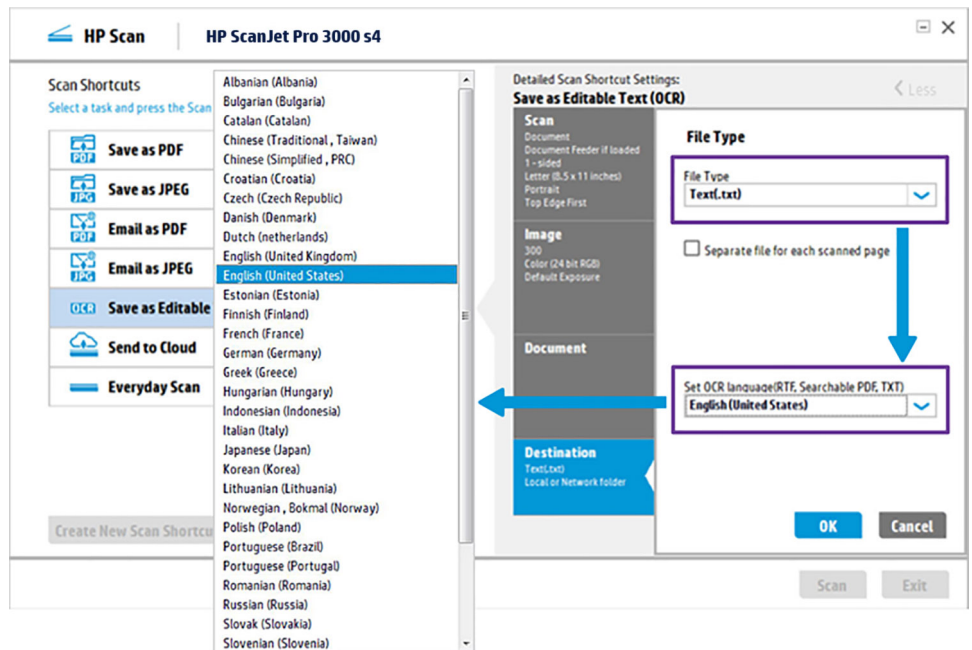 HP Scan
HP ScanJet Pro 3000 s4
Scan Shortcuts
Select a task and press the Scan
PDF
Save as PDF
JPG
Save as JPEG
PDF
Email as PDF
JPG
Email as JPEG
OCR
Save as Editable
Send to Cloud
Everyday Scan
Create New Scan Shortcu
Albanian (Albania)
Bulgarian (Bulgaria)
Catalan (Catalan)
Chinese (Traditional , Taiwan)
Chinese (Simplified , PRC)
Croatian (Croatia)
Czech (Czech Republic)
Danish (Denmark)
Dutch (netherlands)
English (United Kingdom)
English (United States)
Estonian (Estonia)
Finnish (Finland)
French (France)
German (Germany)
Greek (Greece)
Hungarian (Hungary)
Indonesian (Indonesia)
Italian (Italy)
Japanese (Japan)
Korean (Korea)
Lithuanian (Lithuania)
Norwegian , Bokmal (Norway)
Polish (Poland)
Portuguese (Brazil)
Portuguese (Portugal)
Romanian (Romania)
Russian (Russia)
Slovak (Slovakia)
Slovenian (Slovenia)
Detailed Scan Shortcut Settings:
Save as Editable Text (OCR)
Less
Scan
Document
Document Feeder if loaded
1-sided
Letter (8.5 x 11 inches)
Portrait
Top Edge First
Image
300
Color (24 bit RGB)
Default Exposure
Document
Destination
Text(.txt)
Local or Network folder
File Type
File Type
Text(.txt)
Separate file for each scanned page
Set OCR language(RTF, Searchable PDF, TXT)
English (United States)
OK
Cancel
Scan
Exit